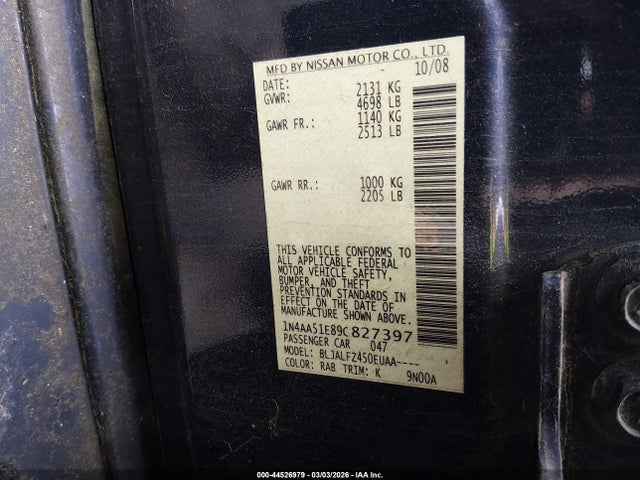 MFD BY NISSAN MOTOR CO., LTD.
DATE: 10/08
GVWR: 2131 KG
4698 LB
GAWR FR.: 1140 KG
2513 LB
GAWR RR.: 1000 KG
2205 LB
THIS VEHICLE CONFORMS TO
ALL APPLICABLE FEDERAL
MOTOR VEHICLE SAFETY,
BUMPER, AND THEFT
PREVENTION STANDARDS IN
EFFECT ON THE DATE OF
MANUFACTURE SHOWN ABOVE.
1N4AA51E89C827397
PASSENGER CAR 047
MODEL: BLJALFZ450EUAA----
COLOR: RAB TRIM: K 9N00A
000-44526979 - 03/03/2026 - IAA Inc.